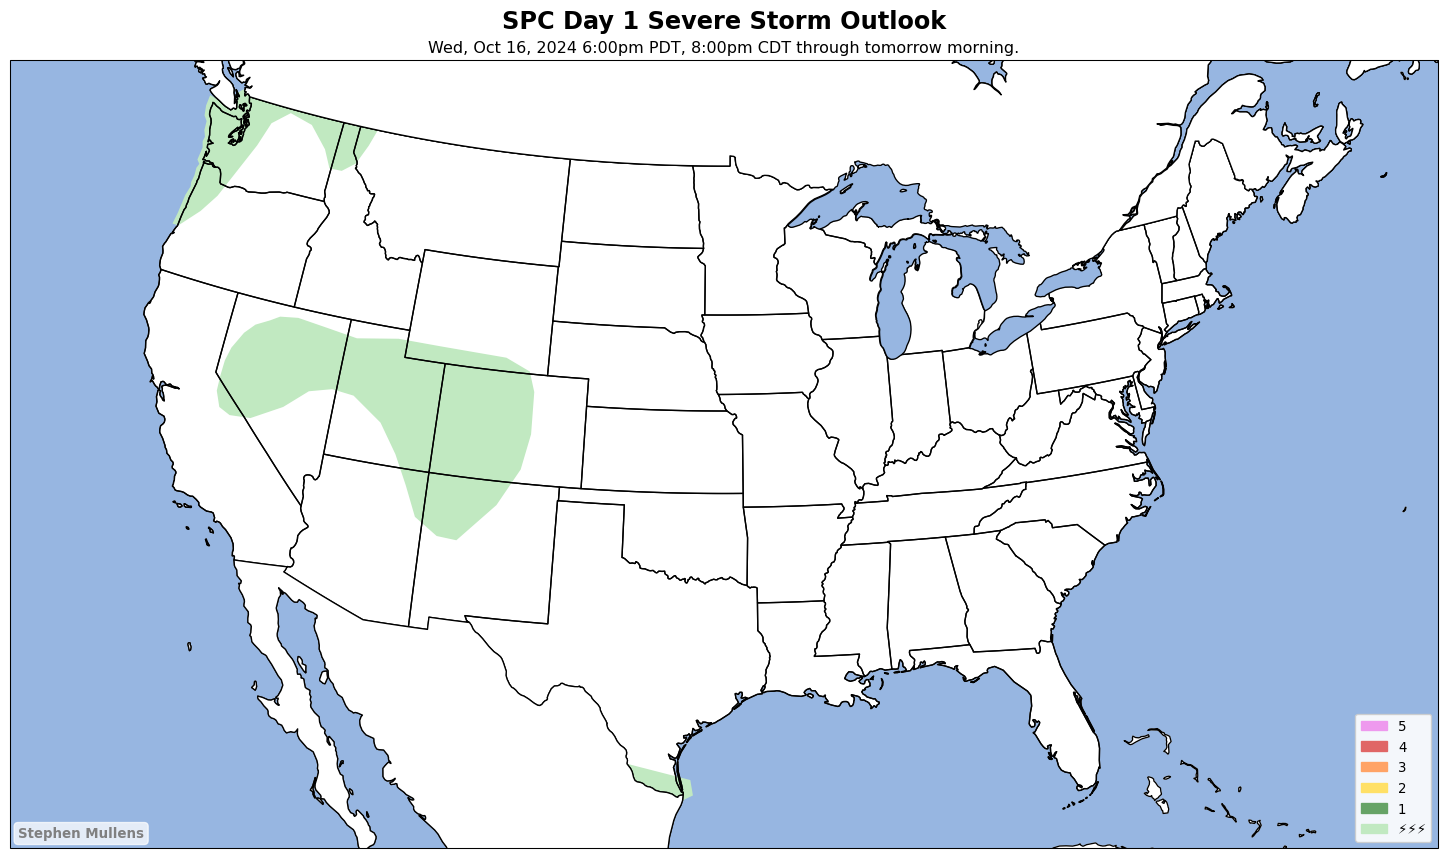 SPC Day 1 Severe Storm Outlook
Wed, Oct 16, 2024 6:00pm PDT, 8:00pm CDT through tomorrow morning.
5
4
3
2
1
⚡⚡⚡
Stephen Mullens